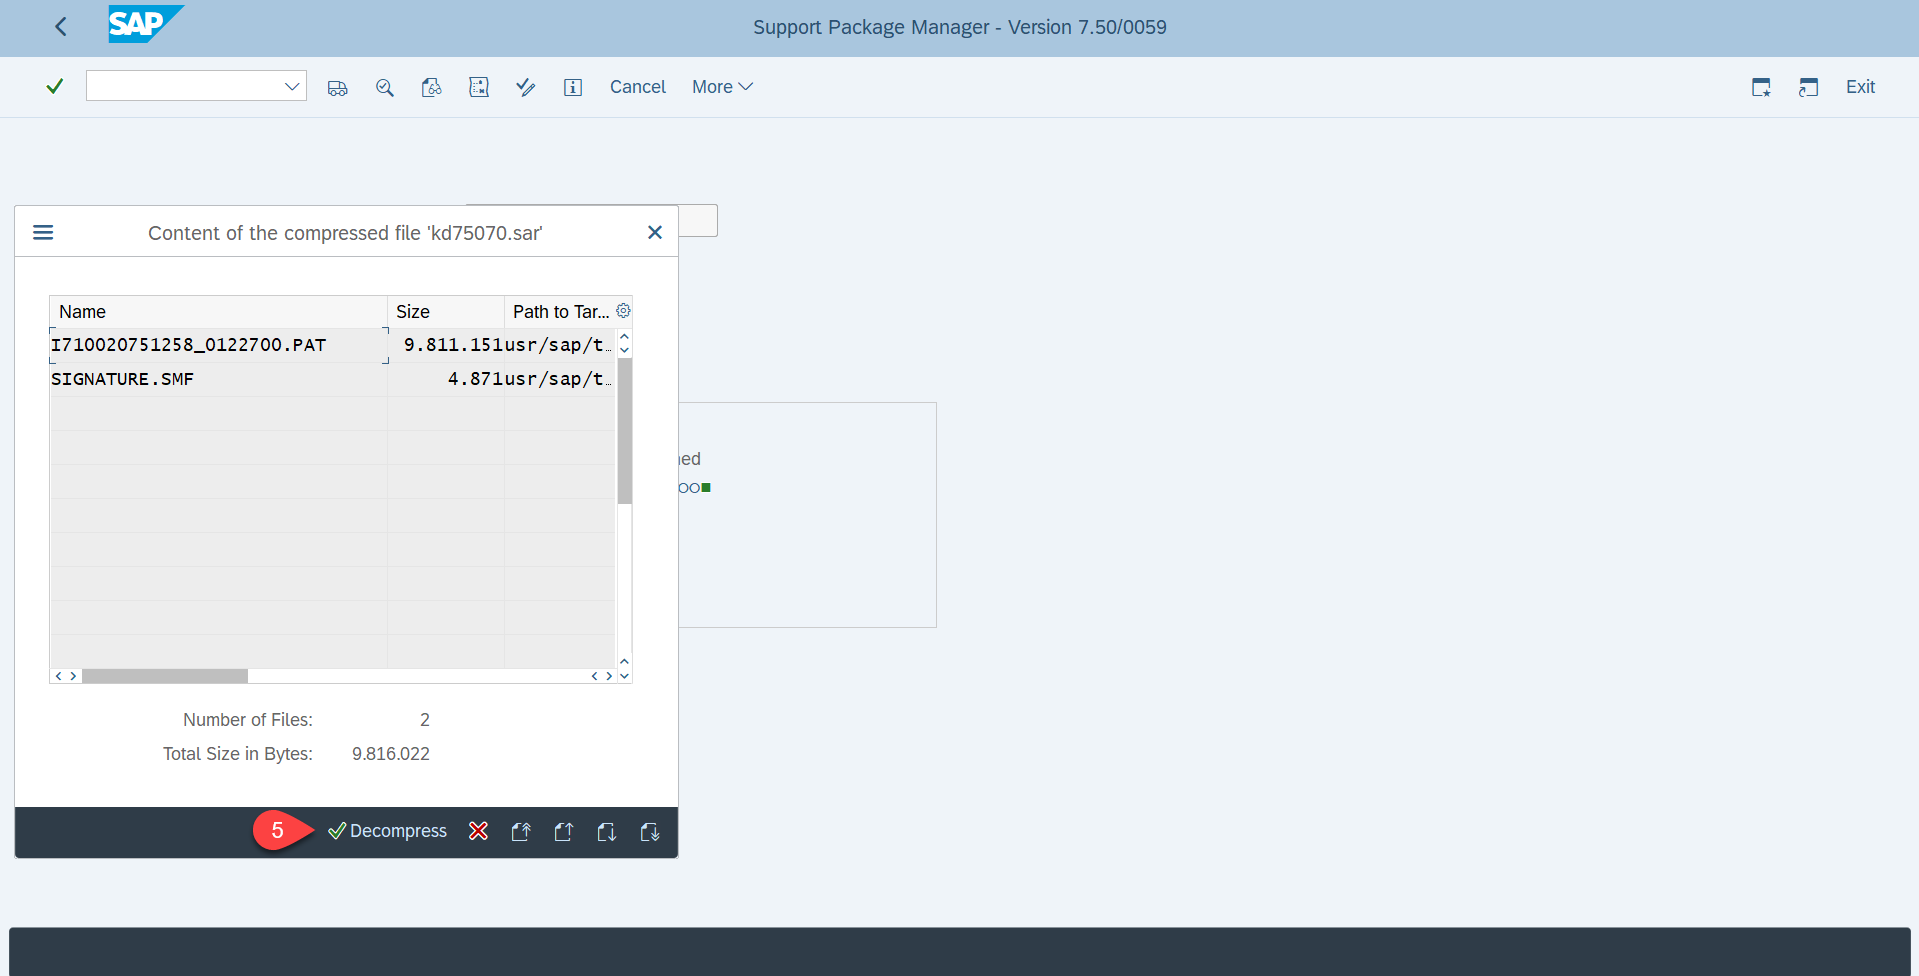 SAP
Support Package Manager - Version 7.50/0059
Cancel More Exit
Content of the compressed file 'kd75070.sar'
Name Size Path to Tar...
I710020751258_0122700.PAT 9.811.151 usr/sap/t…
SIGNATURE.SMF 4.871 usr/sap/t…
Number of Files: 2
Total Size in Bytes: 9.816.022
5 Decompress